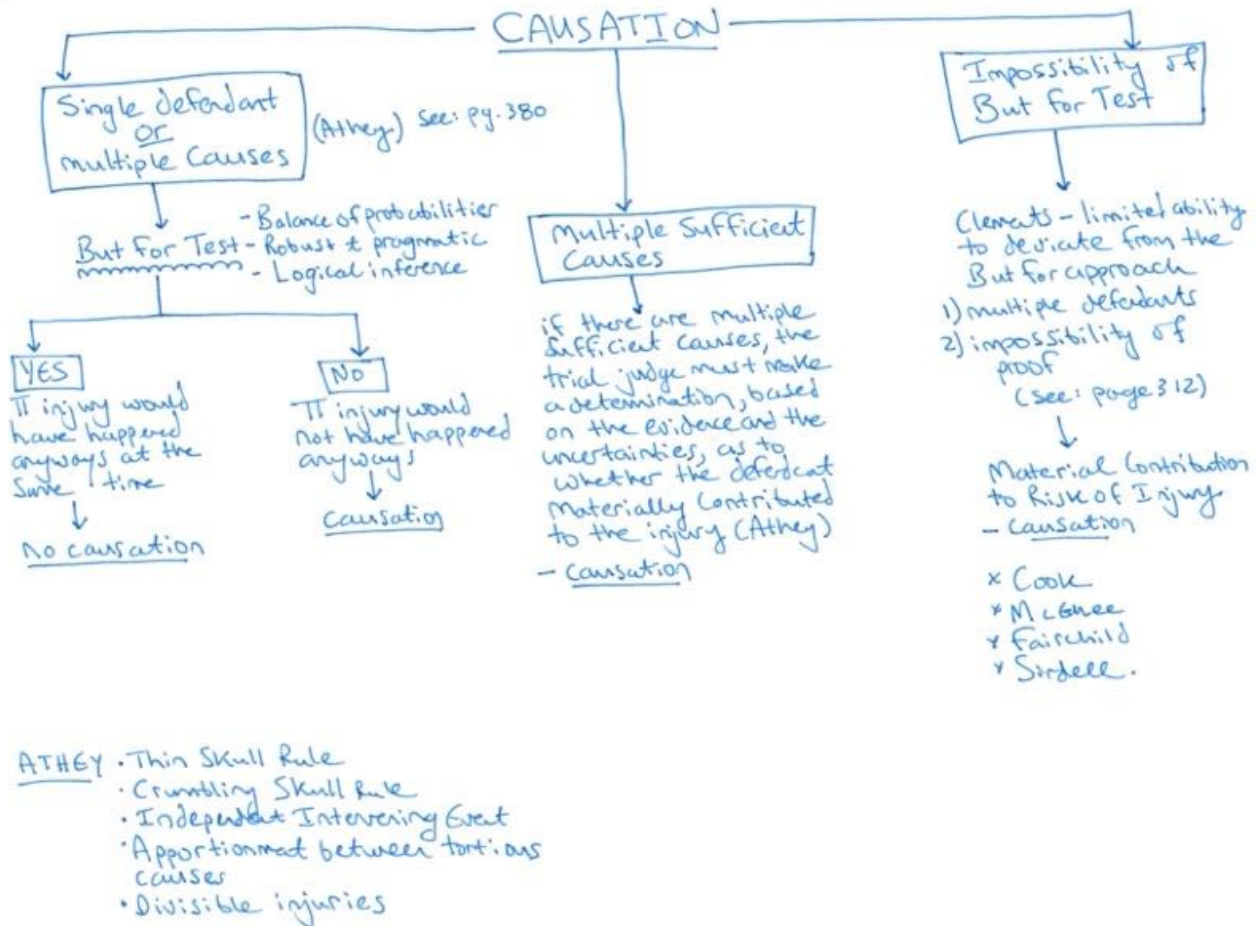 CAUSATION
Single defendant
or
multiple Causes
(Athey) see: pg. 380
But for Test
- Balance of probabilities
- Robust + pragmatic
- Logical inference
YES
π injury would
have happened
anyways at the
same time
no causation
NO
π injury would
not have happened
anyways
causation
Multiple Sufficient
Causes
if there are multiple
sufficient causes, the
trial judge must make
a determination, based
on the evidence and the
uncertainties, as to
whether the defendant
materially contributed
to the injury (Athey)
- causation
Impossibility of
But for Test
Clements - limited ability
to deviate from the
But for approach
1) multiple defendants
2) impossibility of
proof
(see: page 312)
Material Contribution
to Risk of Injury
- causation
x Cook
x McGhee
x Fairchild
x Sindell.
ATHEY • Thin Skull Rule
• Crumbling Skull Rule
• Independent Intervening Event
• Apportionment between tortious
causes
• Divisible injuries